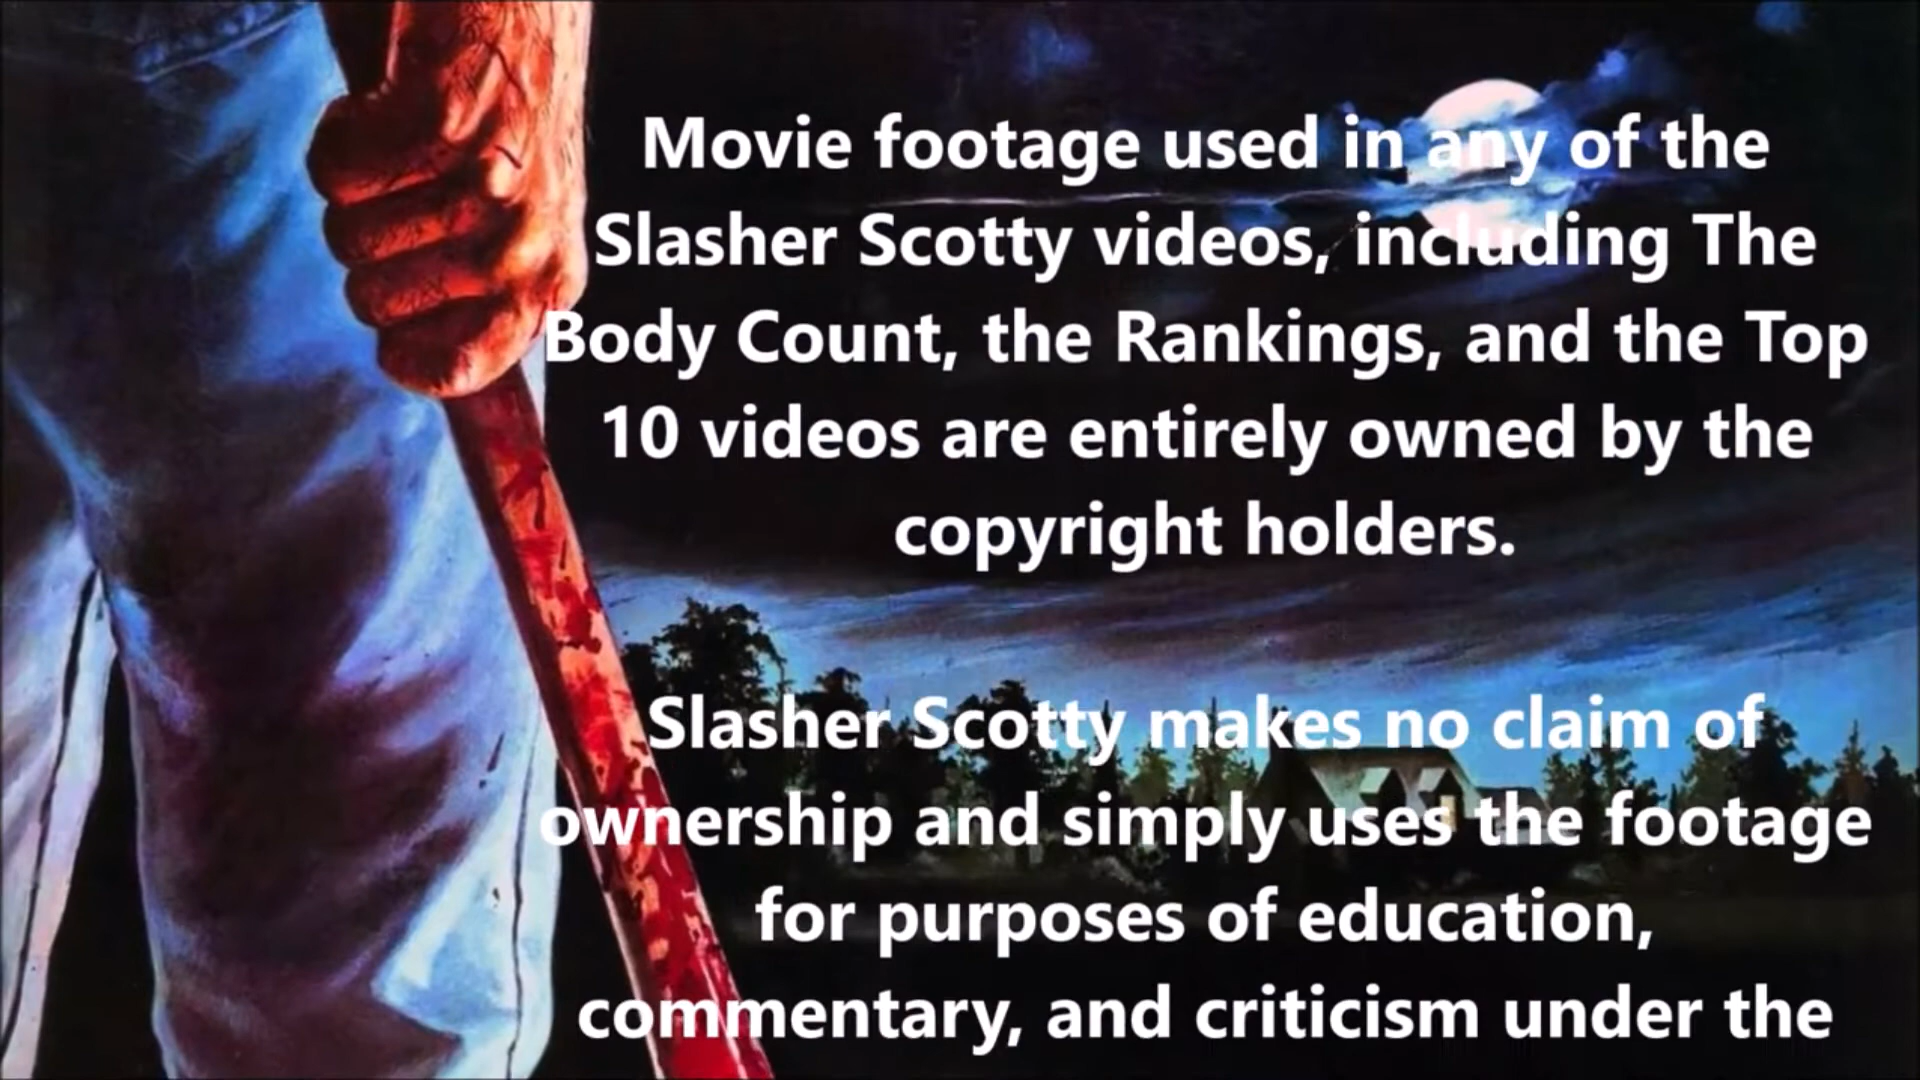 Movie footage used in any of the
Slasher Scotty videos, including The
Body Count, the Rankings, and the Top
10 videos are entirely owned by the
copyright holders.
Slasher Scotty makes no claim of
ownership and simply uses the footage
for purposes of education,
commentary, and criticism under the